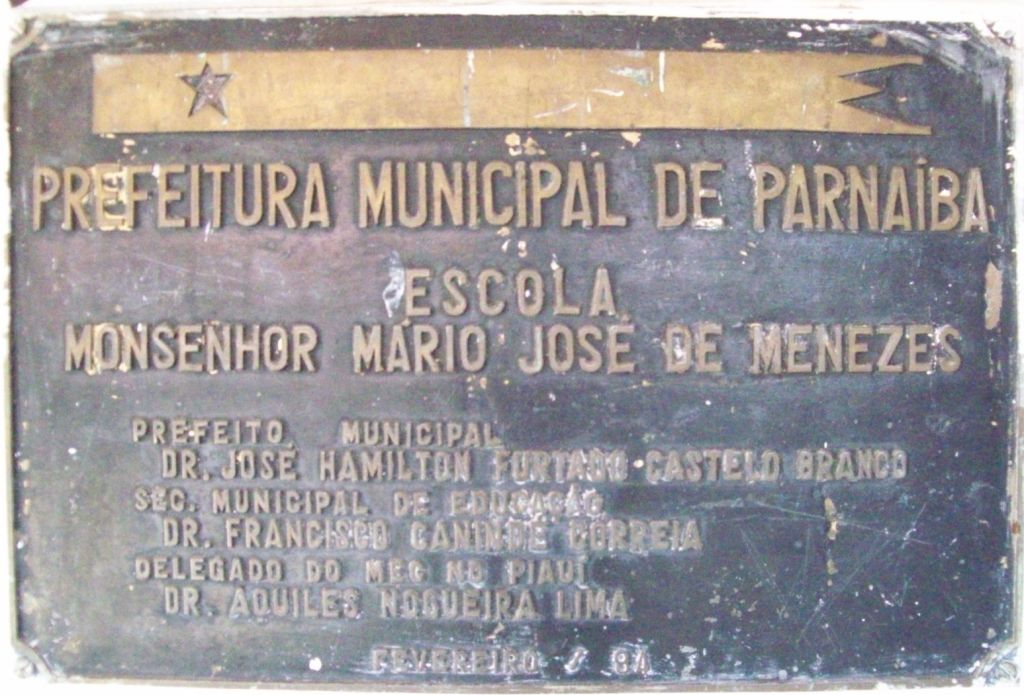 PREFEITURA MUNICIPAL DE PARNAÍBA
ESCOLA
MONSENHOR MÁRIO JOSÉ DE MENEZES
PREFEITO MUNICIPAL
DR. JOSÉ HAMILTON FURTADO CASTELO BRANCO
SEC. MUNICIPAL DE EDUCAÇÃO
DR. FRANCISCO CANINDÉ CORREIA
DELEGADO DO MEC NO PIAUÍ
DR. AQUILES NOGUEIRA LIMA
FEVEREIRO / 84